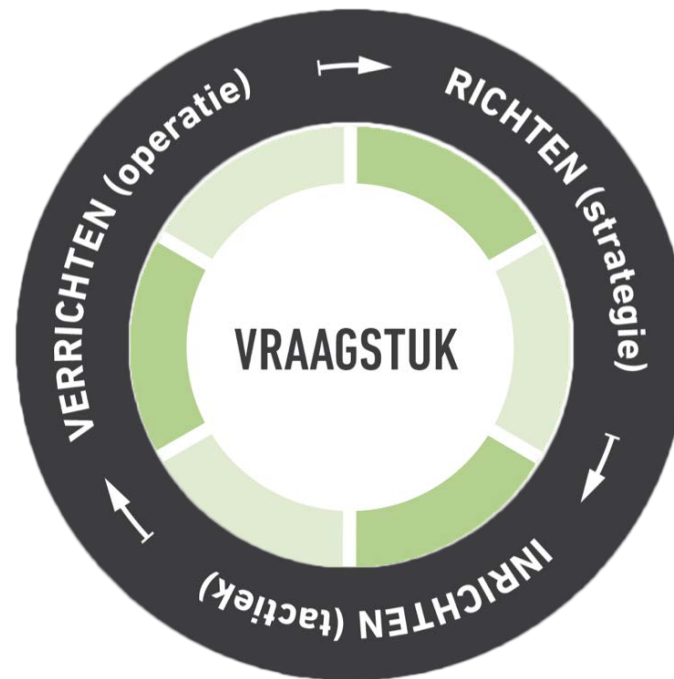 RICHTEN (strategie)
INRICHTEN (tactiek)
VERRICHTEN (operatie)
VRAAGSTUK